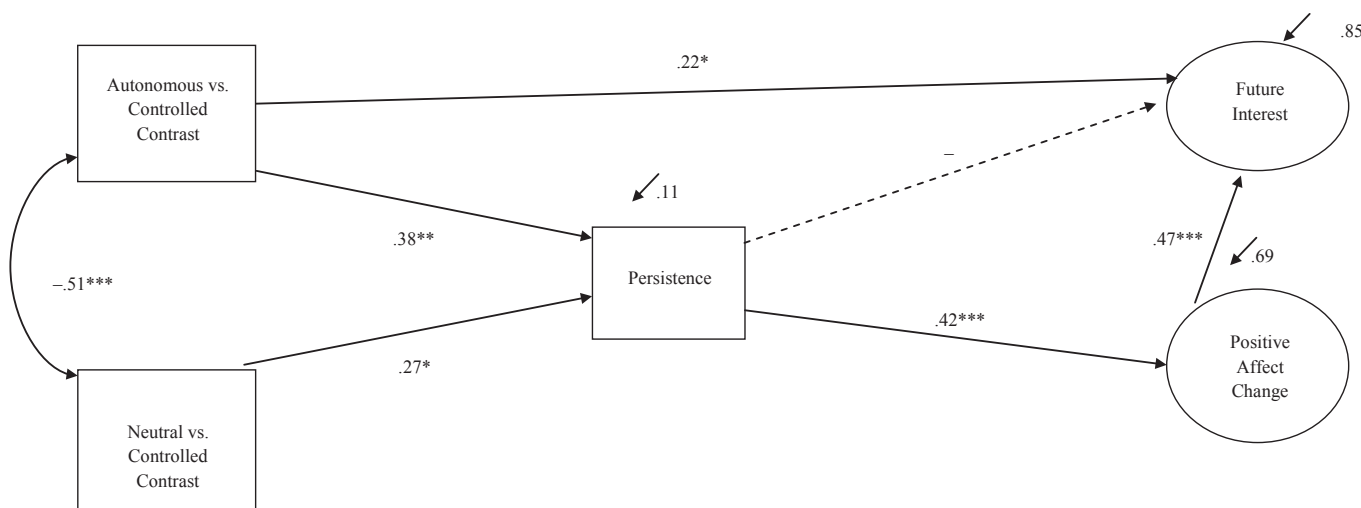 .85
.22*
Autonomous vs.
Controlled
Contrast
Future
Interest
–
.11
.38**
.47***
.69
–.51***
Persistence
.42***
.27*
Positive
Affect
Change
Neutral vs.
Controlled
Contrast